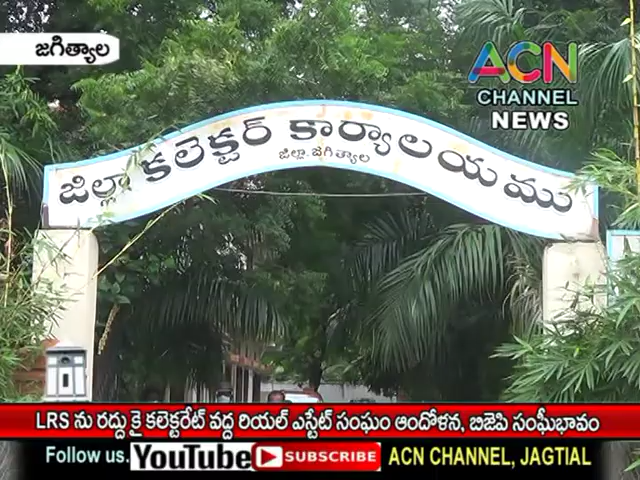 జగిత్యాల
ACN
CHANNEL
NEWS
జిల్లా కలెక్టర్ కార్యాలయము
జిల్లా జగిత్యాల
LRS ను రద్దు కై కలెక్టరేట్ వద్ద రియల్ ఎస్టేట్ సంఘం ఆందోళన, బిజెపి సంఘీభావం
Follow us. YouTube SUBSCRIBE ACN CHANNEL, JAGTIAL